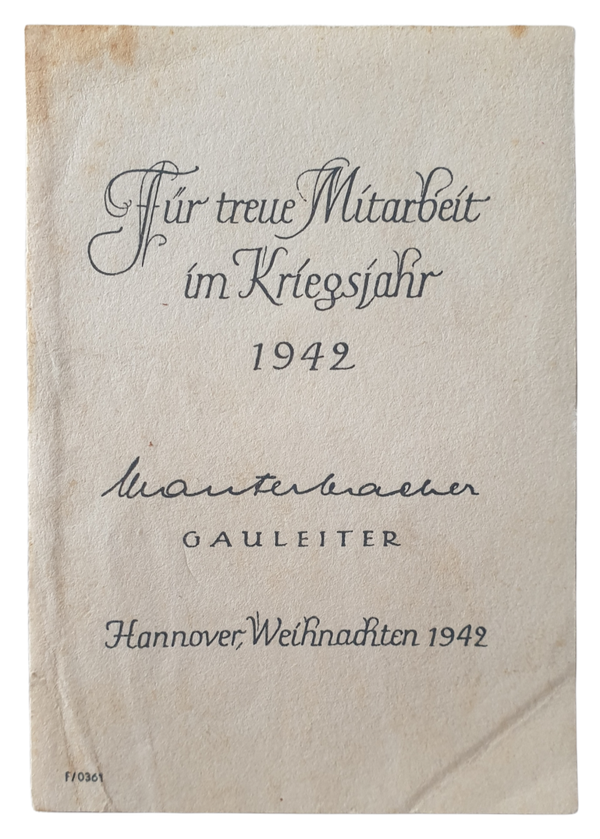 Für treue Mitarbeit
im Kriegsjahr
1942
Lauterbacher
GAULEITER
Hannover, Weihnachten 1942
F/0361